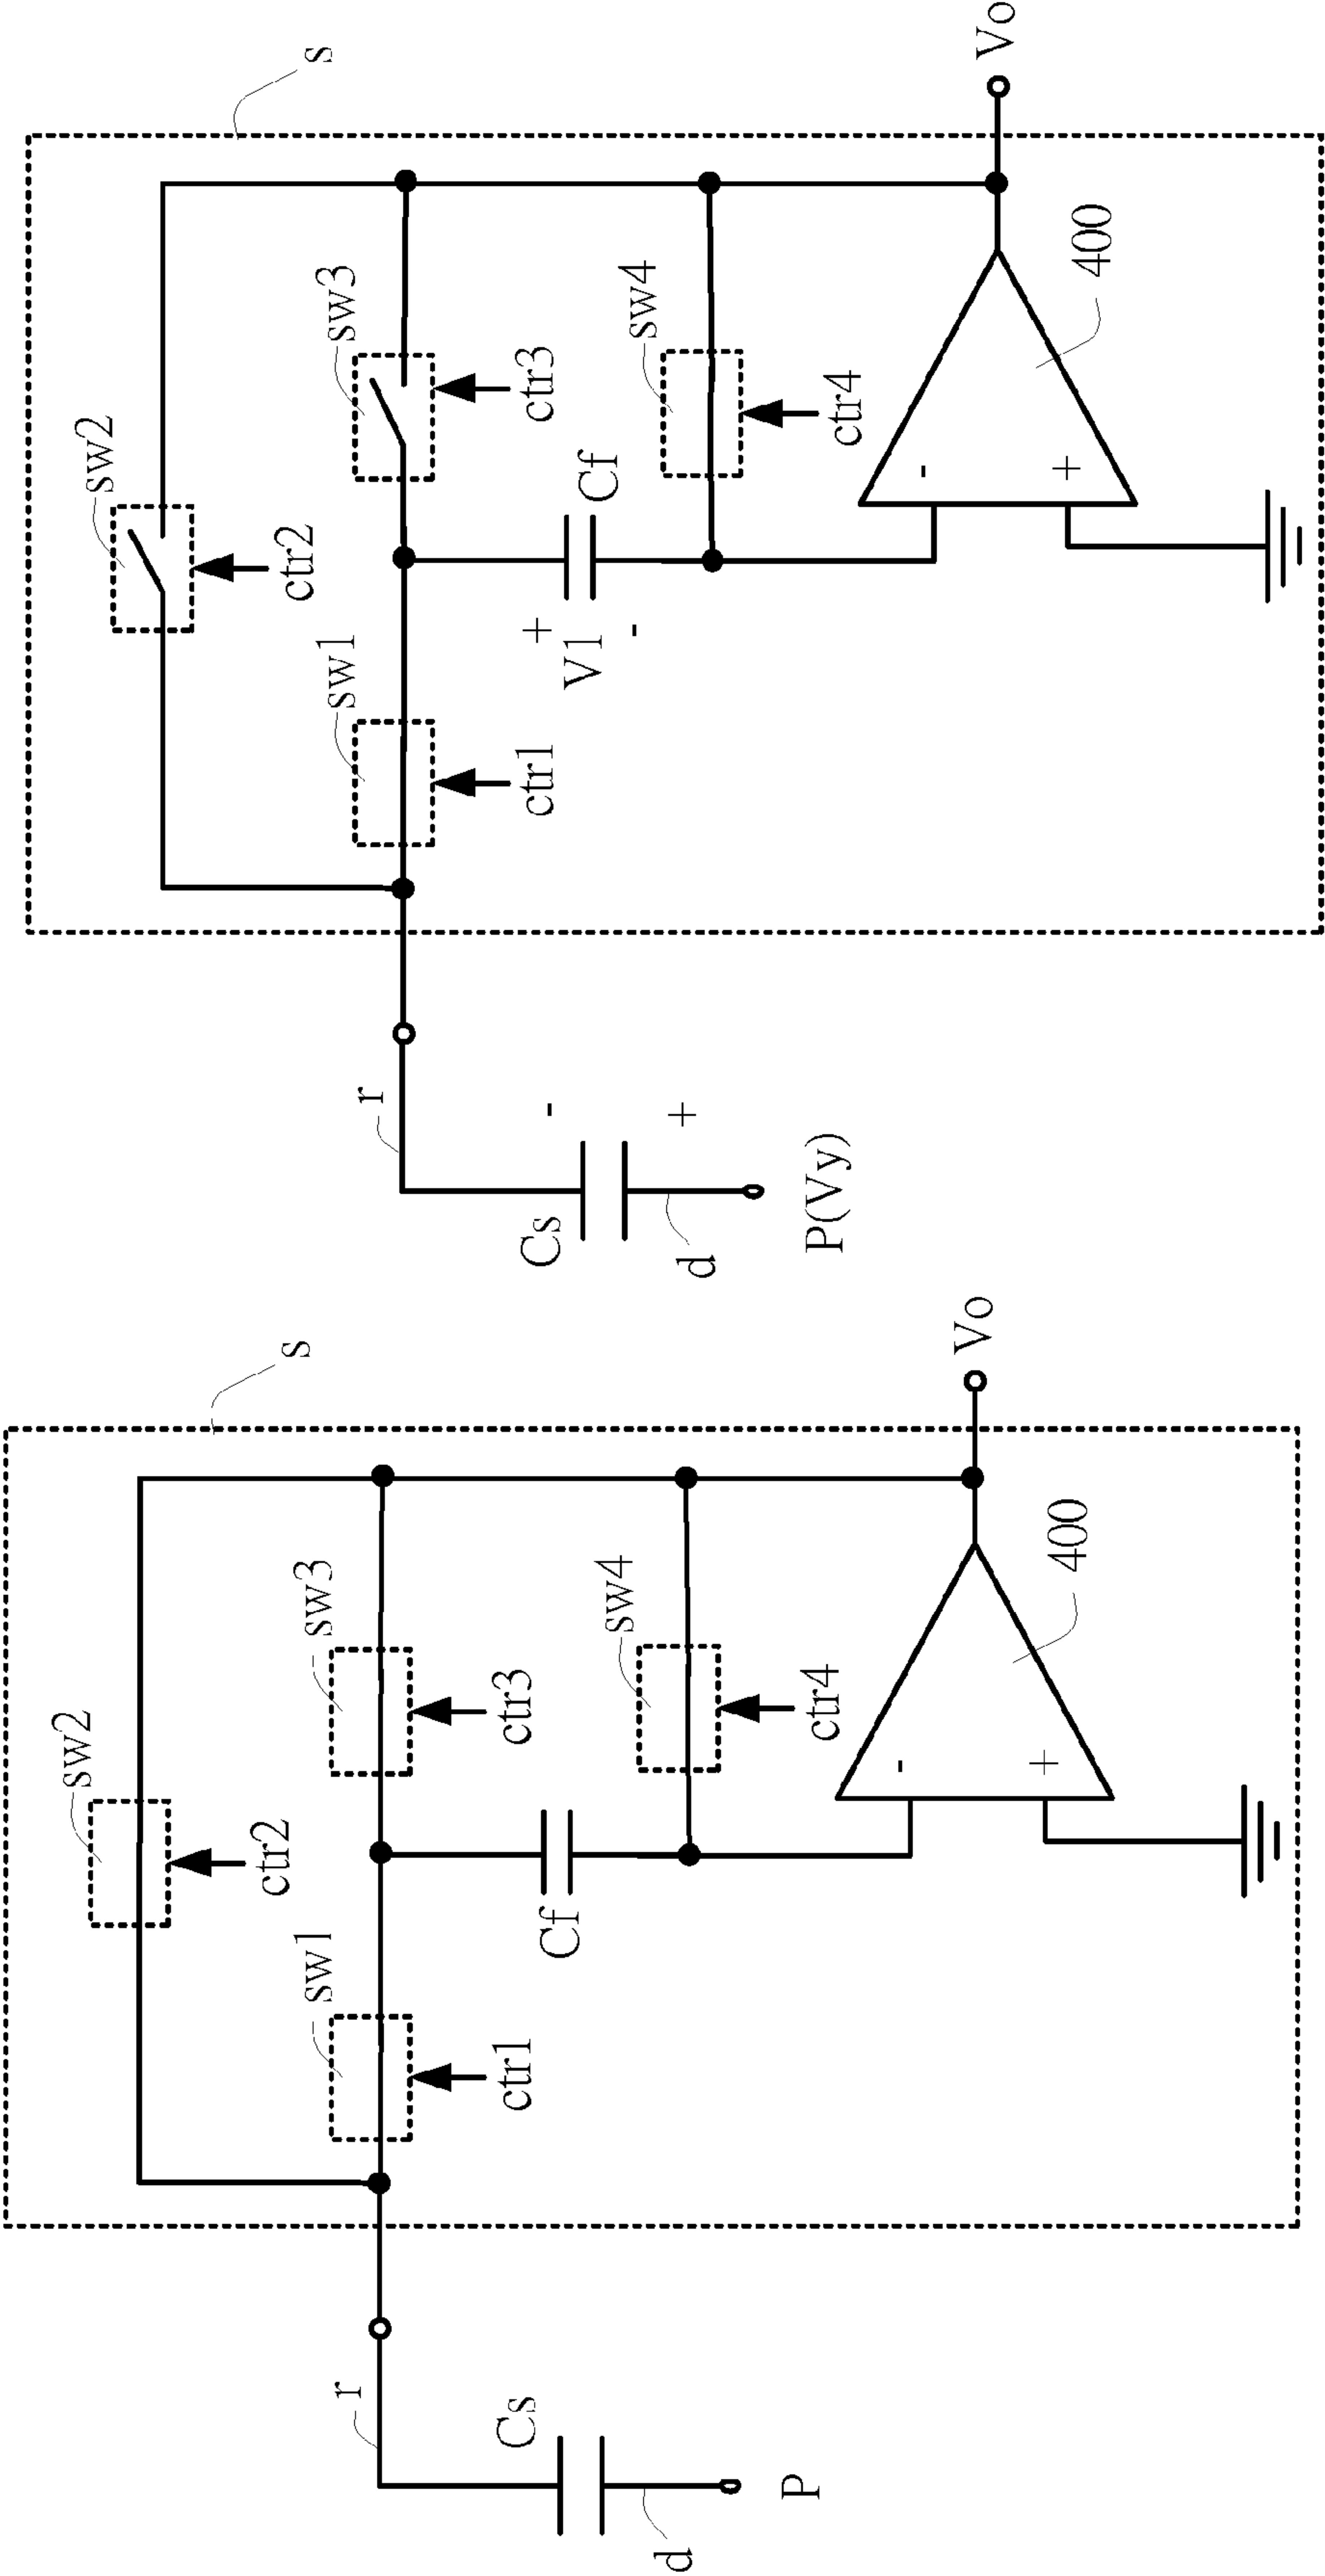 s
sw2
ctr2
sw1
sw3
ctr1
ctr3
r
Cs
Cf
sw4
ctr4
d
P
-
+
400
Vo
s
sw2
ctr2
sw1
sw3
ctr1
ctr3
r
Cs
-
+
d
P(Vy)
+
V1
-
Cf
sw4
ctr4
-
+
400
Vo